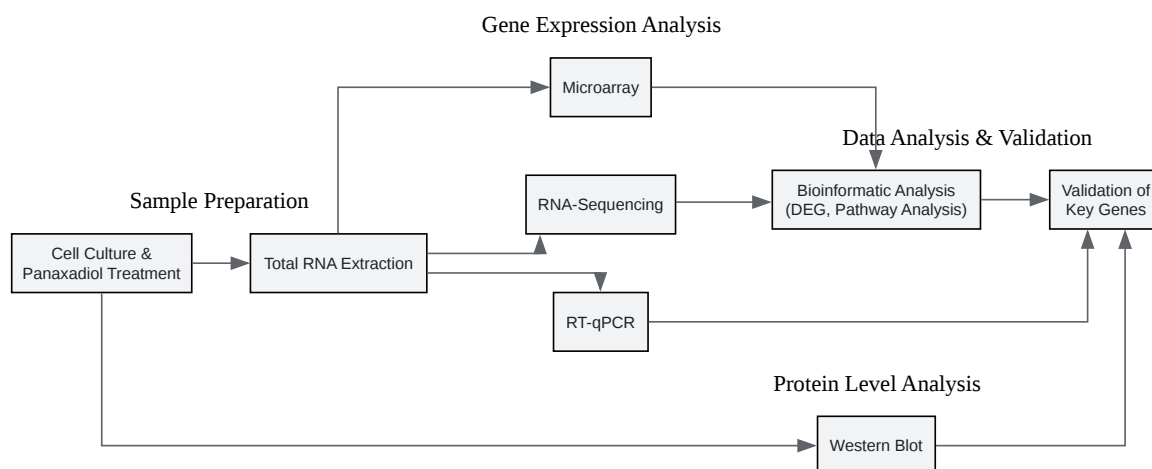 Gene Expression Analysis
Microarray
Data Analysis & Validation
Sample Preparation
RNA-Sequencing
Bioinformatic Analysis
(DEG, Pathway Analysis)
Validation of
Key Genes
Cell Culture &
Panaxadiol Treatment
Total RNA Extraction
RT-qPCR
Protein Level Analysis
Western Blot